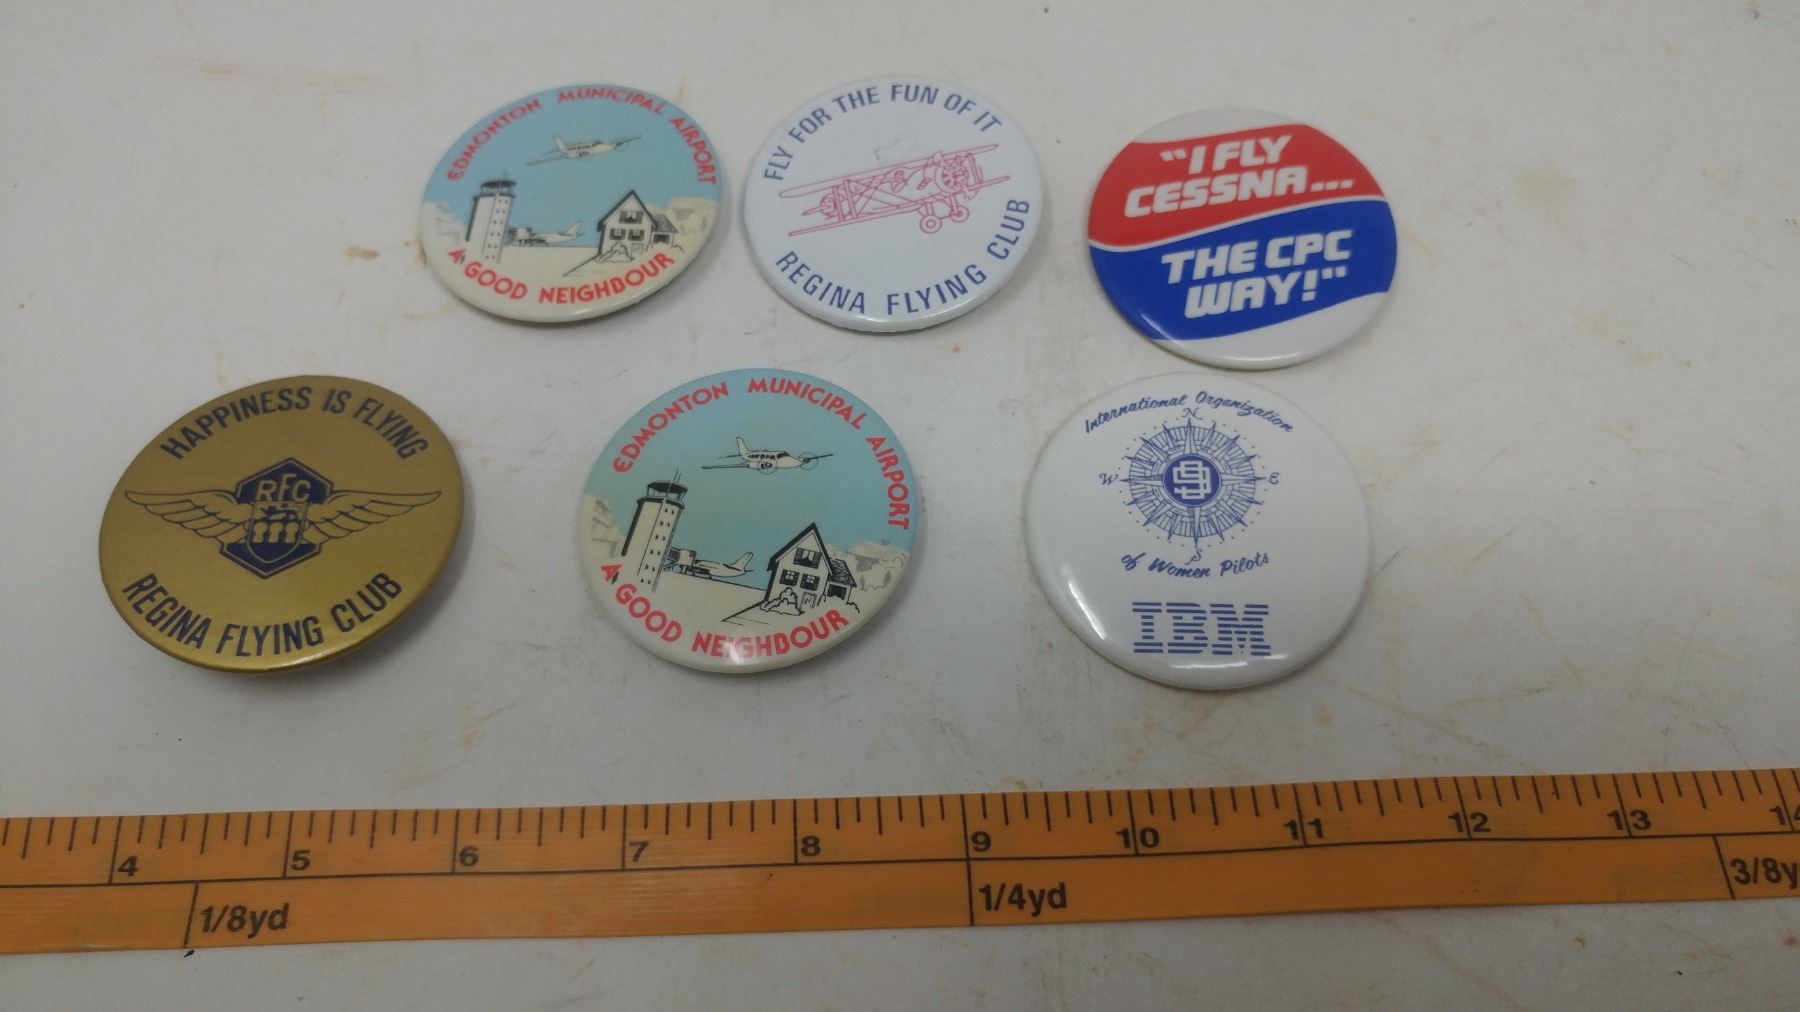 EDMONTON MUNICIPAL AIRPORT
A GOOD NEIGHBOUR
FLY FOR THE FUN OF IT
REGINA FLYING CLUB
"I FLY
CESSNA...
THE CPC
WAY!"
HAPPINESS IS FLYING
RFC
REGINA FLYING CLUB
EDMONTON MUNICIPAL AIRPORT
A GOOD NEIGHBOUR
International Organization
N
W
E
99
S
of Women Pilots
IBM
4 5 6 7 8 9 10 11 12 13 14
1/8yd 1/4yd 3/8y